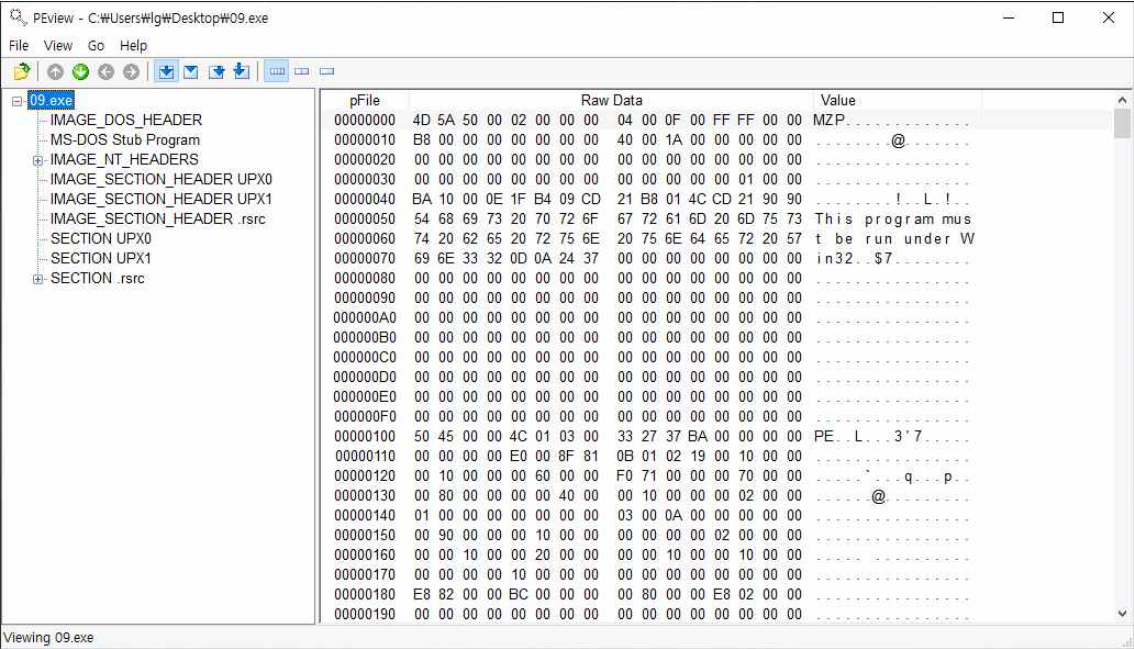 PEview - C:₩Users₩lg₩Desktop₩09.exe
File View Go Help
09.exe
IMAGE_DOS_HEADER
MS-DOS Stub Program
IMAGE_NT_HEADERS
IMAGE_SECTION_HEADER UPX0
IMAGE_SECTION_HEADER UPX1
IMAGE_SECTION_HEADER .rsrc
SECTION UPX0
SECTION UPX1
SECTION .rsrc
pFile Raw Data Value
00000000 4D 5A 50 00 02 00 00 00 04 00 0F 00 FF FF 00 00 MZP.............
00000010 B8 00 00 00 00 00 00 00 40 00 1A 00 00 00 00 00 ........@.......
00000020 00 00 00 00 00 00 00 00 00 00 00 00 00 00 00 00 ................
00000030 00 00 00 00 00 00 00 00 00 00 00 00 00 01 00 00 ................
00000040 BA 10 00 0E 1F B4 09 CD 21 B8 01 4C CD 21 90 90 ........!..L.!..
00000050 54 68 69 73 20 70 72 6F 67 72 61 6D 20 6D 75 73 This program mus
00000060 74 20 62 65 20 72 75 6E 20 75 6E 64 65 72 20 57 t be run under W
00000070 69 6E 33 32 0D 0A 24 37 00 00 00 00 00 00 00 00 in32..$7........
00000080 00 00 00 00 00 00 00 00 00 00 00 00 00 00 00 00 ................
00000090 00 00 00 00 00 00 00 00 00 00 00 00 00 00 00 00 ................
000000A0 00 00 00 00 00 00 00 00 00 00 00 00 00 00 00 00 ................
000000B0 00 00 00 00 00 00 00 00 00 00 00 00 00 00 00 00 ................
000000C0 00 00 00 00 00 00 00 00 00 00 00 00 00 00 00 00 ................
000000D0 00 00 00 00 00 00 00 00 00 00 00 00 00 00 00 00 ................
000000E0 00 00 00 00 00 00 00 00 00 00 00 00 00 00 00 00 ................
000000F0 00 00 00 00 00 00 00 00 00 00 00 00 00 00 00 00 ................
00000100 50 45 00 00 4C 01 03 00 33 27 37 BA 00 00 00 00 PE..L...3'7.....
00000110 00 00 00 00 E0 00 8F 81 0B 01 02 19 00 10 00 00 ................
00000120 00 10 00 00 00 60 00 00 F0 71 00 00 00 70 00 00 .....`...q...p..
00000130 00 80 00 00 00 00 40 00 00 10 00 00 00 02 00 00 ......@.........
00000140 01 00 00 00 00 00 00 00 03 00 0A 00 00 00 00 00 ................
00000150 00 90 00 00 00 10 00 00 00 00 00 00 02 00 00 00 ................
00000160 00 00 10 00 00 20 00 00 00 00 10 00 00 10 00 00 ..... ..........
00000170 00 00 00 00 10 00 00 00 00 00 00 00 00 00 00 00 ................
00000180 E8 82 00 00 BC 00 00 00 00 80 00 00 E8 02 00 00 ................
00000190 00 00 00 00 00 00 00 00 00 00 00 00 00 00 00 00 ................
Viewing 09.exe